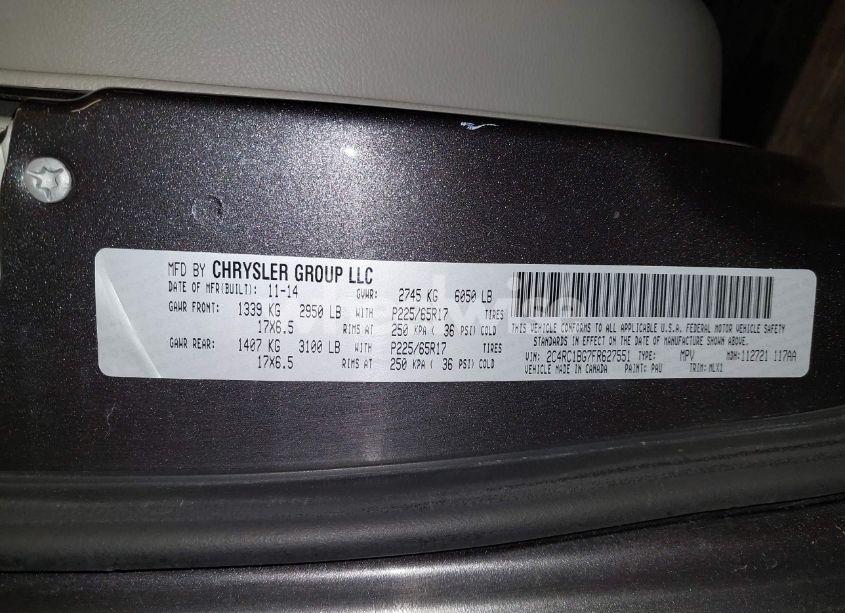 MFD BY CHRYSLER GROUP LLC
DATE OF MFR(BUILT): 11-14 GVWR: 2745 KG 6050 LB
GAWR FRONT: 1339 KG 2950 LB WITH P225/65R17 TIRES
17X6.5 RIMS AT 250 KPA ( 36 PSI) COLD
GAWR REAR: 1407 KG 3100 LB WITH P225/65R17 TIRES
17X6.5 RIMS AT 250 KPA ( 36 PSI) COLD
THIS VEHICLE CONFORMS TO ALL APPLICABLE U.S.A. FEDERAL MOTOR VEHICLE SAFETY
STANDARDS IN EFFECT ON THE DATE OF MANUFACTURE SHOWN ABOVE.
VIN: 2C4RC1BG7FR627551 TYPE: MPV MDH: 112721 117AA
VEHICLE MADE IN CANADA PAINT: PAU TRIM: MLX1